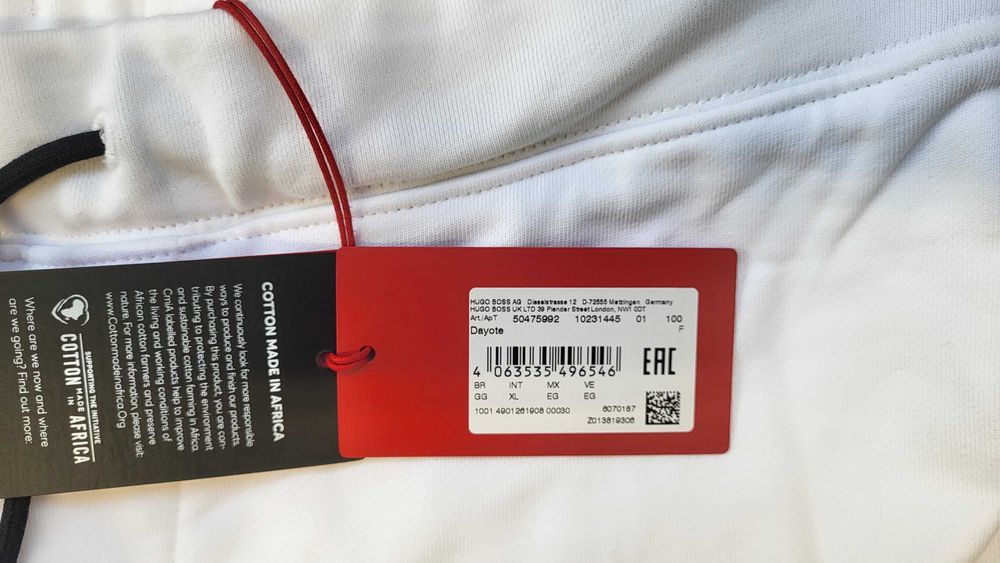 HUGO BOSS AG Dieselstrasse 12 D-72555 Metzingen Germany
HUGO BOSS UK LTD 39 Plender Street London, NW1 0DT
Art./ApT 50475992 10231445 01 100
Dayote F
4 063535 496546
EAC
BR INT MX VE
GG XL EG EG
1001 4901261908 00030 6070187
Z013819306
COTTON MADE IN AFRICA
We continuously look for more responsible
ways to produce and finish our products.
By purchasing this product, you are con-
tributing to protecting the environment
and sustainable cotton farming in Africa.
CmiA labelled products help to improve
the living and working conditions of
African cotton farmers and preserve
nature. For more information, please visit:
www.Cottonmadeinafrica.Org
SUPPORTING THE INITIATIVE
COTTON MADE IN AFRICA
Where are we now and where
are we going? Find out more: